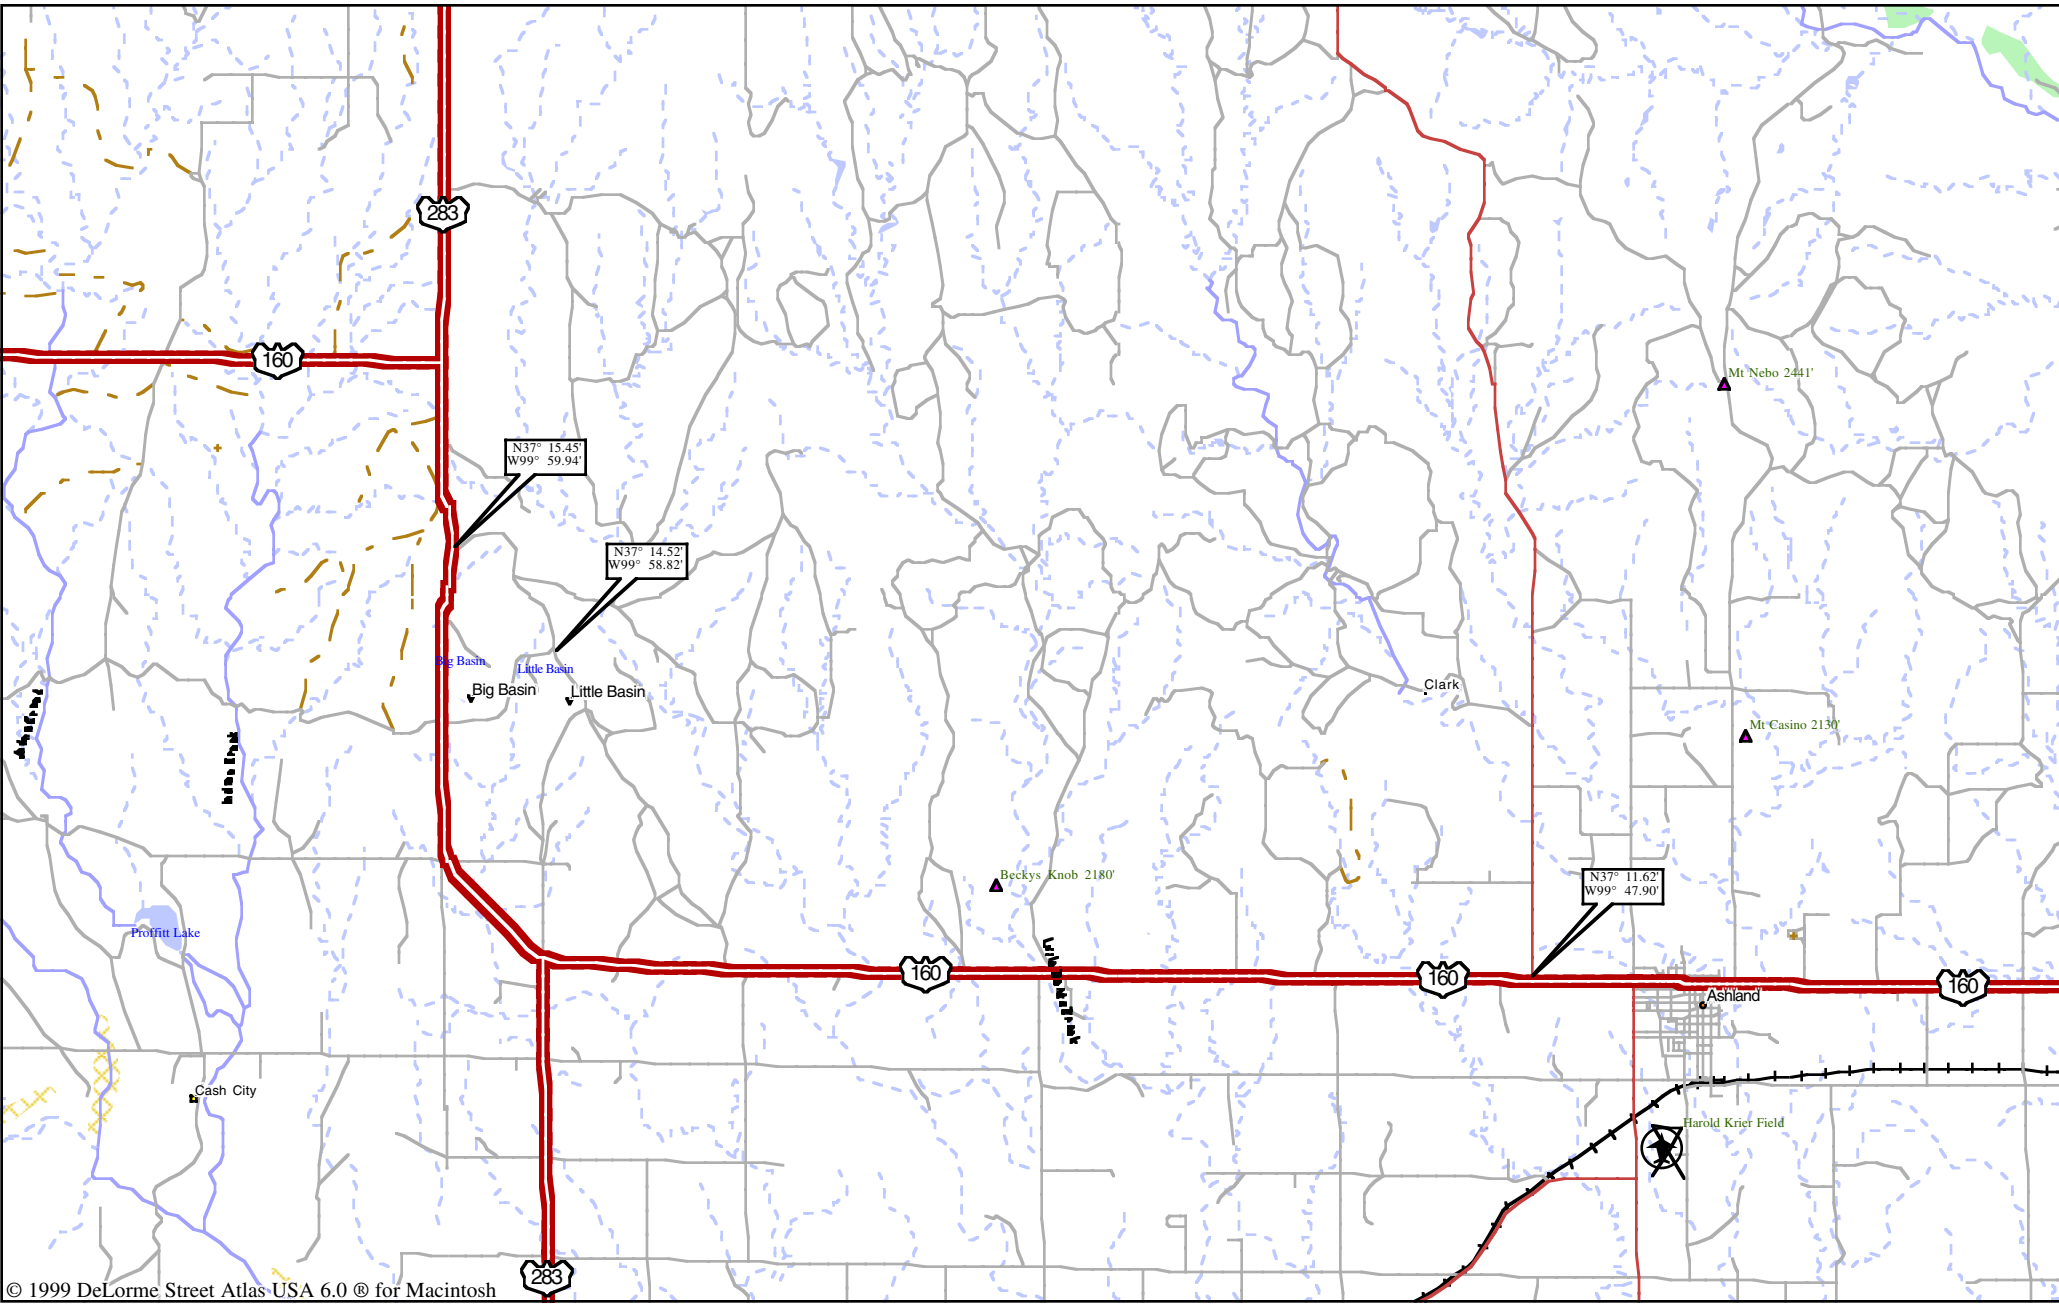 283
160
Mt Nebo 2441'
N37° 15.45'
W99° 59.94'
N37° 14.52'
W99° 58.82'
Big Basin
Little Basin
Big Basin
Little Basin
Clark
Mt Casino 2130'
Indian Creek
Beckys Knob 2180'
N37° 11.62'
W99° 47.90'
Proffitt Lake
160
160
160
Ashland
Cash City
Harold Krier Field
283
© 1999 DeLorme Street Atlas USA 6.0 ® for Macintosh